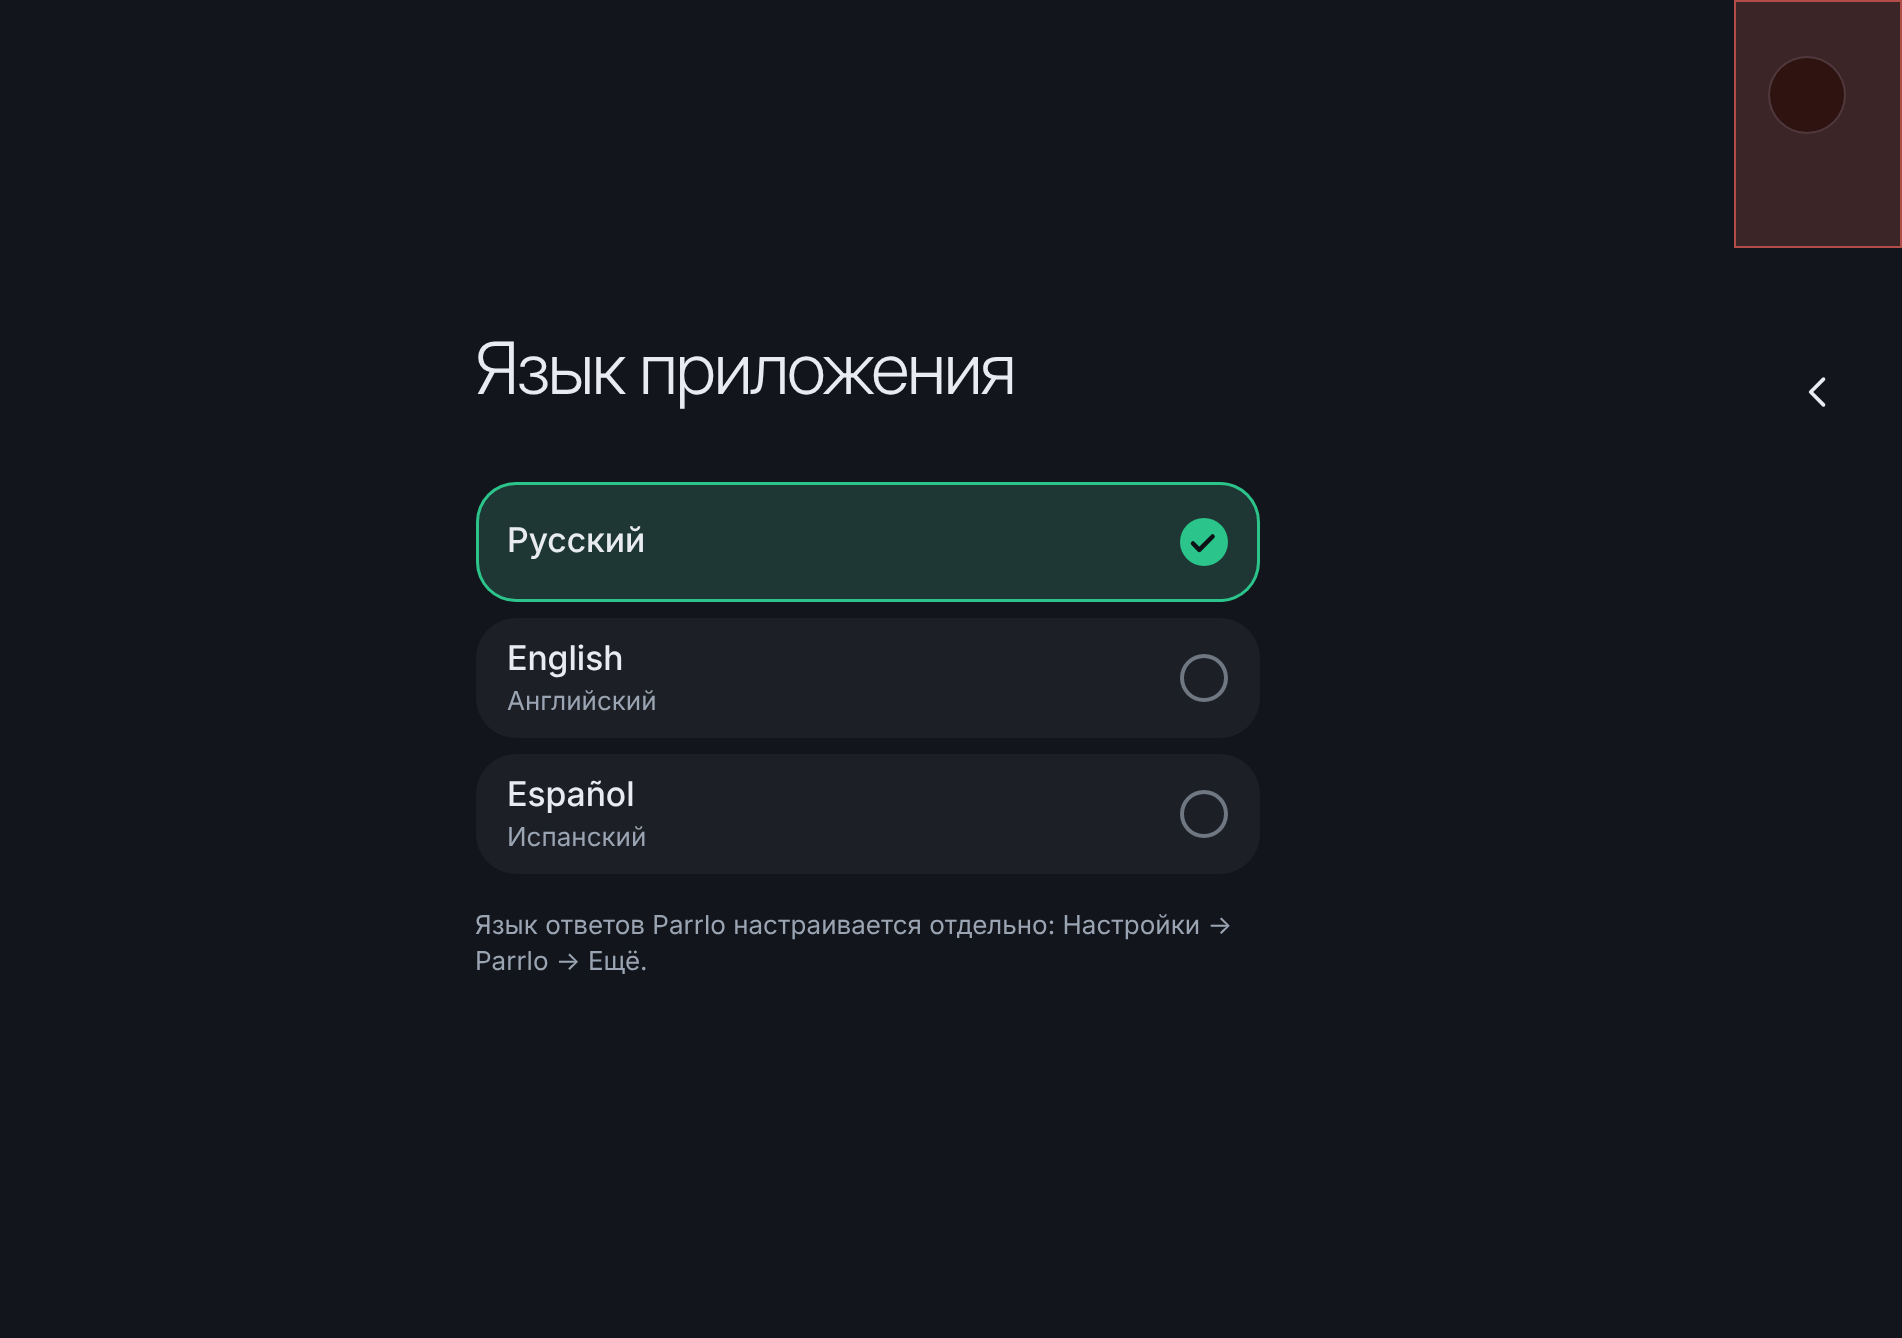 Язык приложения
Русский
English
Английский
Español
Испанский
Язык ответов Parrlo настраивается отдельно: Настройки →
Parrlo → Ещё.